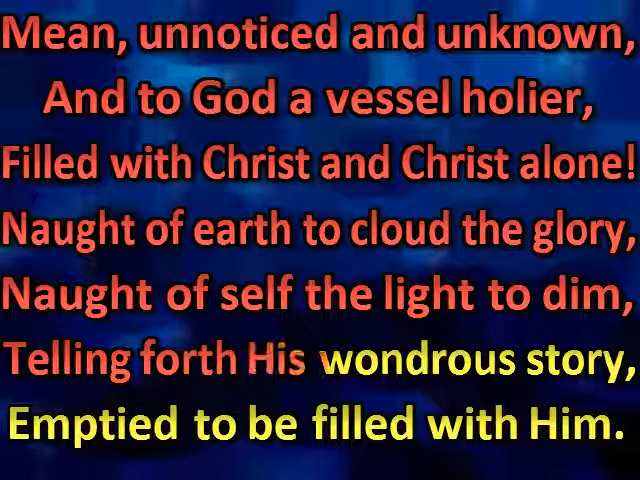 Mean, unnoticed and unknown,
And to God a vessel holier,
Filled with Christ and Christ alone!
Naught of earth to cloud the glory,
Naught of self the light to dim,
Telling forth His wondrous story,
Emptied to be filled with Him.